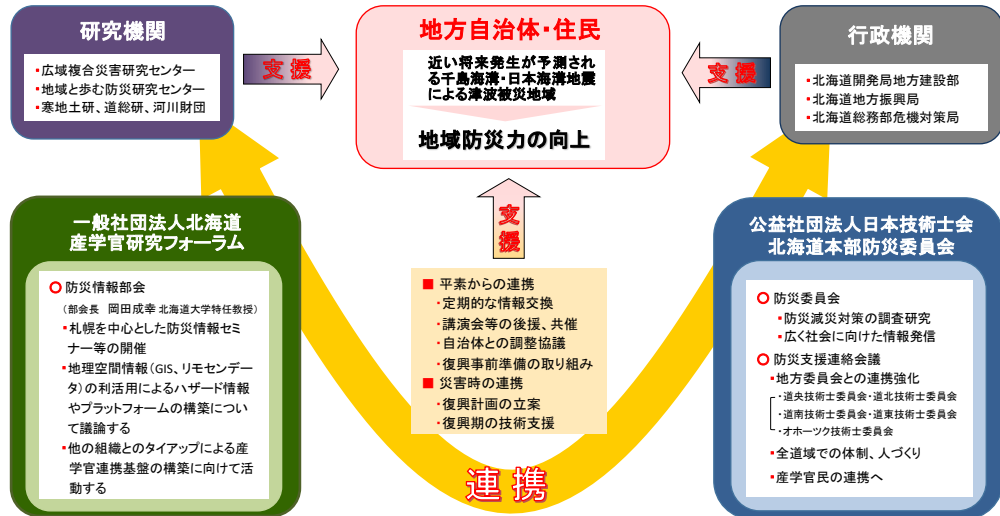 研究機関
▪広域複合災害研究センター
▪地域と歩む防災研究センター
▪寒地土研、道総研、河川財団
支援
地方自治体・住民
近い将来発生が予測され
る千島海溝・日本海溝地震
による津波被災地域
地域防災力の向上
支援
行政機関
▪北海道開発局地方建設部
▪北海道地方振興局
▪北海道総務部危機対策局
一般社団法人北海道
産学官研究フォーラム
防災情報部会
（部会長 岡田成幸 北海道大学特任教授）
▪札幌を中心とした防災情報セミ
ナー等の開催
▪地理空間情報（GIS、リモセンデー
タ）の利活用によるハザード情報
やプラットフォームの構築につい
て議論する
▪他の組織とのタイアップによる産
学官連携基盤の構築に向けて活
動する
支援
■ 平素からの連携
・定期的な情報交換
・講演会等の後援、共催
・自治体との調整協議
・復興事前準備の取り組み
■ 災害時の連携
・復興計画の立案
・復興期の技術支援
連携
公益社団法人日本技術士会
北海道本部防災委員会
防災委員会
▪防災減災対策の調査研究
▪広く社会に向けた情報発信
防災支援連絡会議
▪地方委員会との連携強化
・道央技術士委員会・道北技術士委員会
・道南技術士委員会・道東技術士委員会
・オホーツク技術士委員会
▪全道域での体制、人づくり
▪産学官民の連携へ